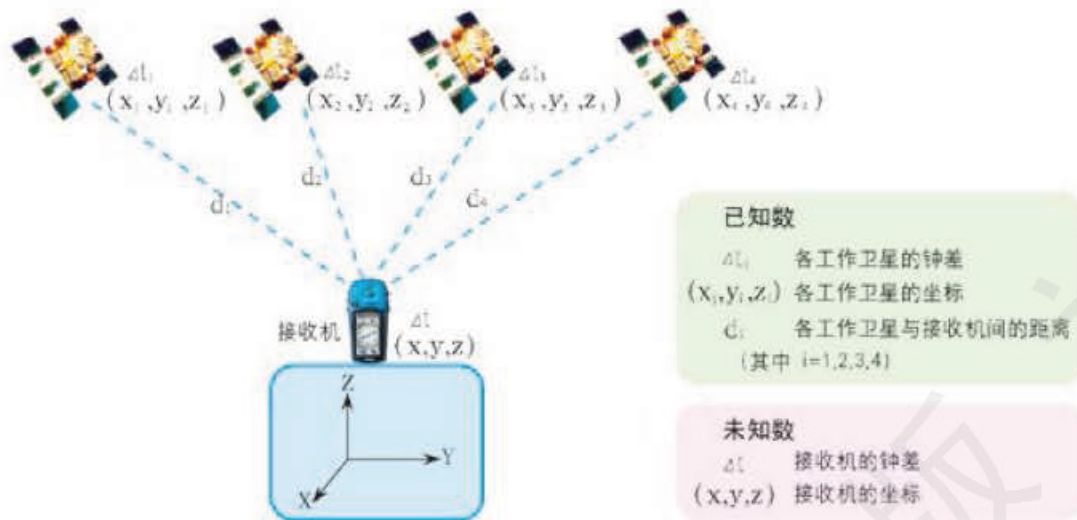 Δt₁ Δt₂ Δt₃ Δt₄
(x₁,y₁,z₁) (x₂,y₂,z₂) (x₃,y₃,z₃) (x₄,y₄,z₄)
d₁ d₂ d₃ d₄
接收机 Δt
(x,y,z)
Z
Y
X
已知数
Δtᵢ 各工作卫星的钟差
(xᵢ,yᵢ,zᵢ) 各工作卫星的坐标
dᵢ 各工作卫星与接收机间的距离
(其中 i=1,2,3,4)
未知数
Δt 接收机的钟差
(x,y,z) 接收机的坐标
版